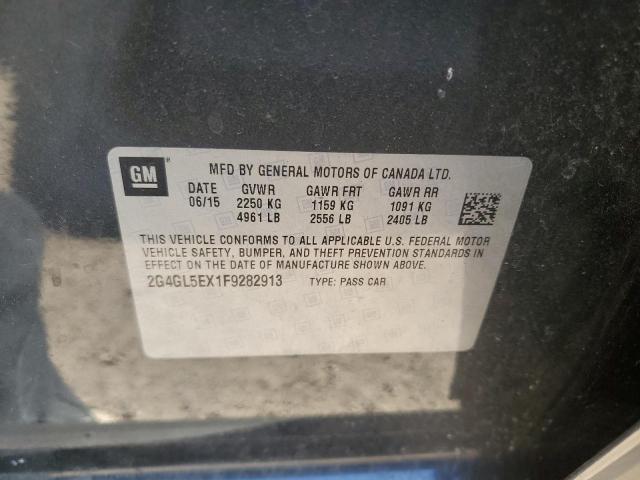 GM
MFD BY GENERAL MOTORS OF CANADA LTD.
DATE GVWR GAWR FRT GAWR RR
06/15 2250 KG 1159 KG 1091 KG
4961 LB 2556 LB 2405 LB
THIS VEHICLE CONFORMS TO ALL APPLICABLE U.S. FEDERAL MOTOR
VEHICLE SAFETY, BUMPER, AND THEFT PREVENTION STANDARDS
IN EFFECT ON THE DATE OF MANUFACTURE SHOWN ABOVE.
2G4GL5EX1F9282913 TYPE: PASS CAR